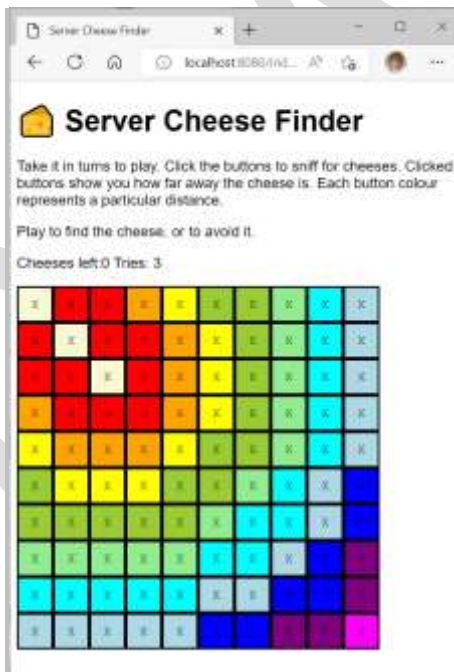 Server Cheese Finder
localhost:8080/ind...
Server Cheese Finder
Take it in turns to play. Click the buttons to sniff for cheeses. Clicked
buttons show you how far away the cheese is. Each button colour
represents a particular distance.
Play to find the cheese, or to avoid it.
Cheeses left:0 Tries: 3
X X X X X X X X X X
X X X X X X X X X X
X X X X X X X X X X
X X X X X X X X X X
X X X X X X X X X X
X X X X X X X X X X
X X X X X X X X X X
X X X X X X X X X X
X X X X X X X X X X
X X X X X X X X X X